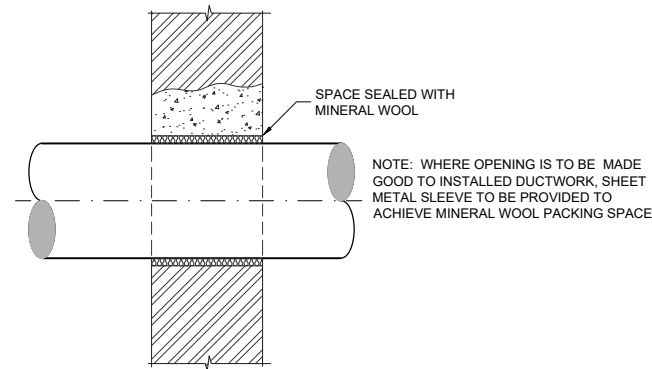 SPACE SEALED WITH
MINERAL WOOL
NOTE: WHERE OPENING IS TO BE MADE
GOOD TO INSTALLED DUCTWORK, SHEET
METAL SLEEVE TO BE PROVIDED TO
ACHIEVE MINERAL WOOL PACKING SPACE